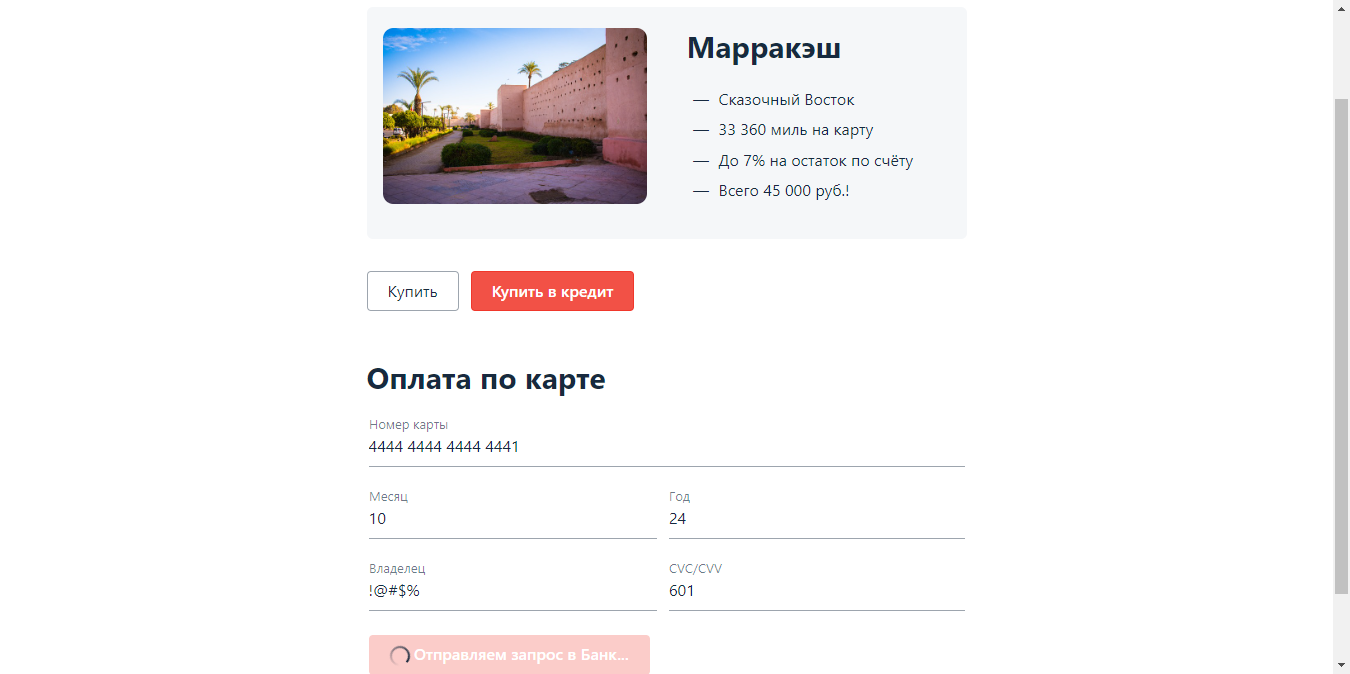 Марракэш
— Сказочный Восток
— 33 360 миль на карту
— До 7% на остаток по счёту
— Всего 45 000 руб.!
Купить
Купить в кредит
Оплата по карте
Номер карты
4444 4444 4444 4441
Месяц
Год
10
24
Владелец
CVC/CVV
!@#$%
601
Отправляем запрос в Банк...